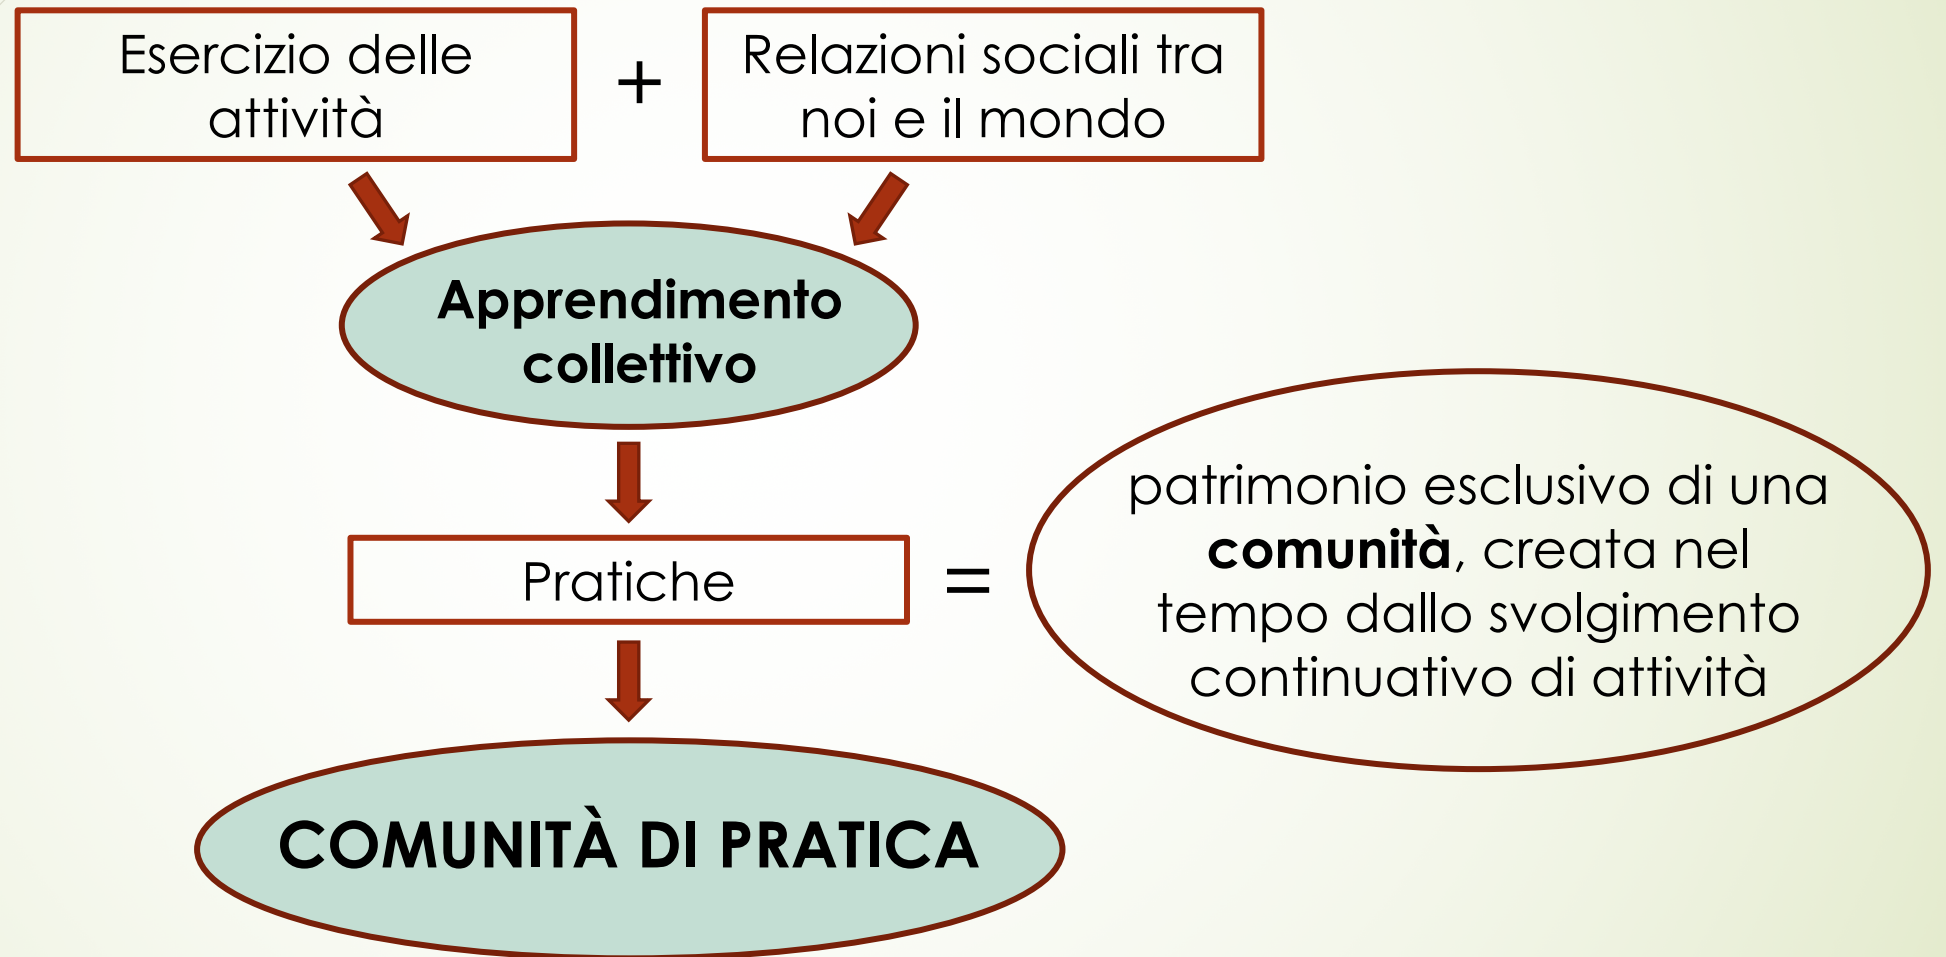 Esercizio delle
attività
+
Relazioni sociali tra
noi e il mondo
Apprendimento
collettivo
Pratiche
=
patrimonio esclusivo di una
comunità, creata nel
tempo dallo svolgimento
continuativo di attività
COMUNITÀ DI PRATICA